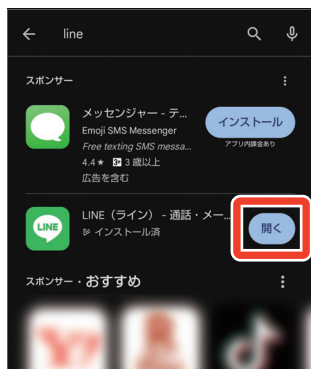 line
スポンサー
メッセンジャー - テ...
Emoji SMS Messenger
Free texting SMS messa...
4.4★ 3+ 3 歳以上
広告を含む
インストール
アプリ内課金あり
LINE
LINE（ライン） - 通話・メー...
インストール済
開く
スポンサー・おすすめ